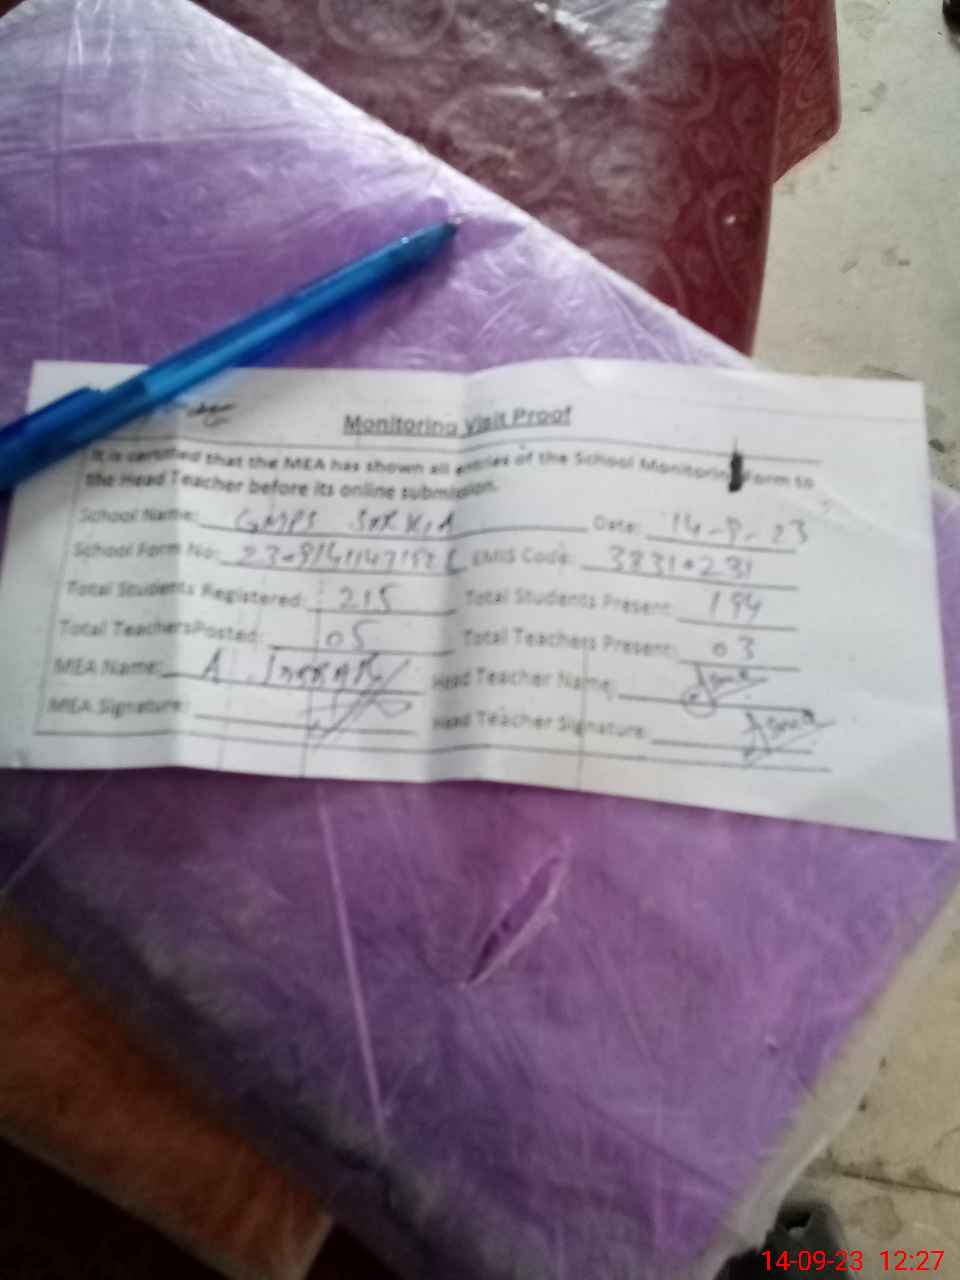 Monitoring Visit Proof
It is certified that the MEA has shown all entries of the School Monitoring Form to
the Head Teacher before its online submission.
School Name: GMPS Date: 14-9-23
School Form No: EMIS Code:
Total Students Registered: 215 Total Students Present: 194
Total TeachersPosted: 05 Total Teachers Present: 03
MEA Name: A Head Teacher Name:
MEA Signature: Head Teacher Signature:
14-09-23 12:27